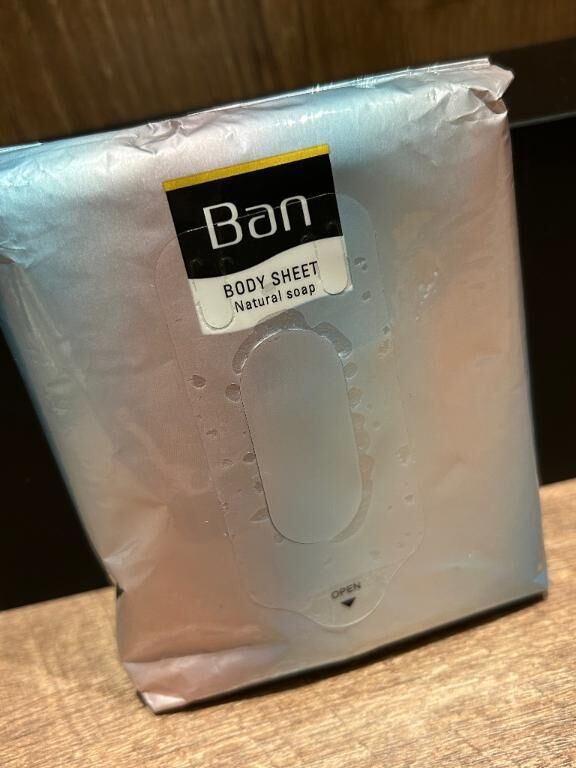 Ban
BODY SHEET
Natural soap
OPEN